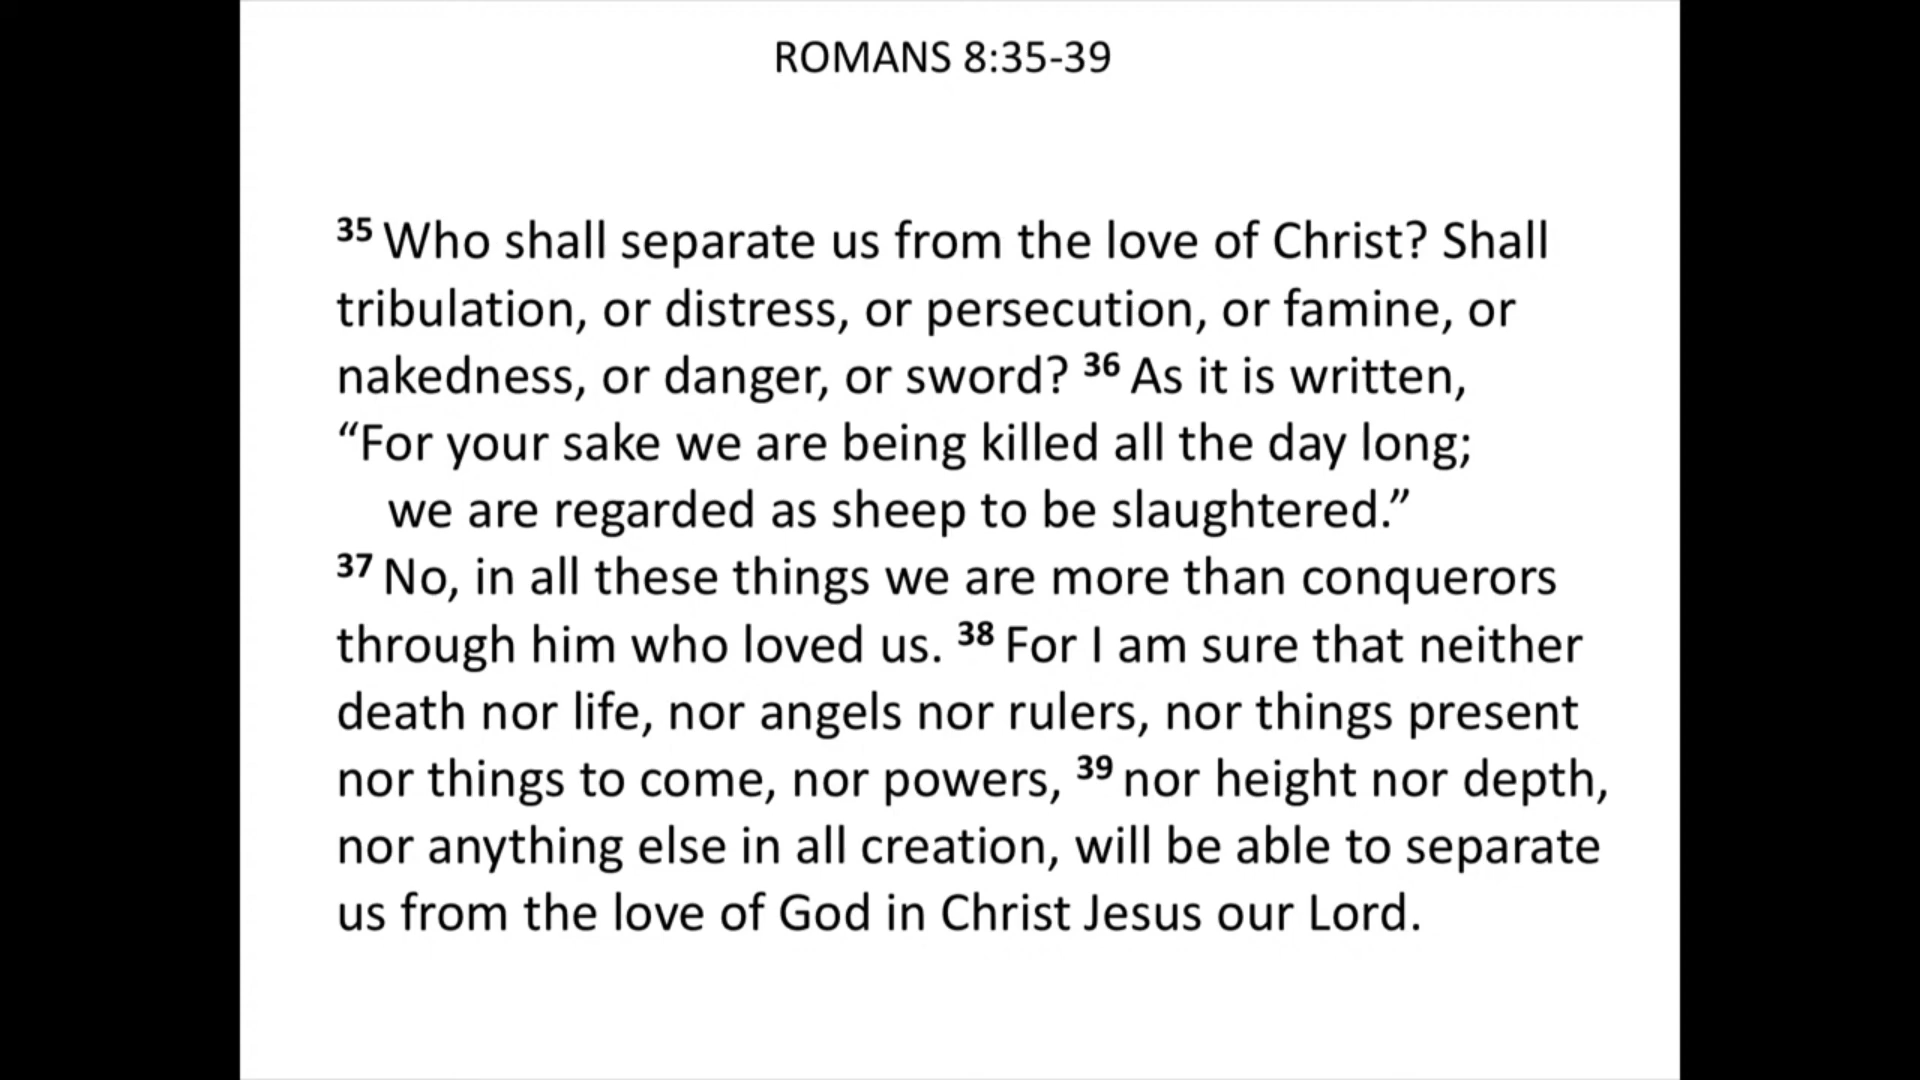 ROMANS 8:35-39
35 Who shall separate us from the love of Christ? Shall
tribulation, or distress, or persecution, or famine, or
nakedness, or danger, or sword? 36 As it is written,
“For your sake we are being killed all the day long;
we are regarded as sheep to be slaughtered.”
37 No, in all these things we are more than conquerors
through him who loved us. 38 For I am sure that neither
death nor life, nor angels nor rulers, nor things present
nor things to come, nor powers, 39 nor height nor depth,
nor anything else in all creation, will be able to separate
us from the love of God in Christ Jesus our Lord.